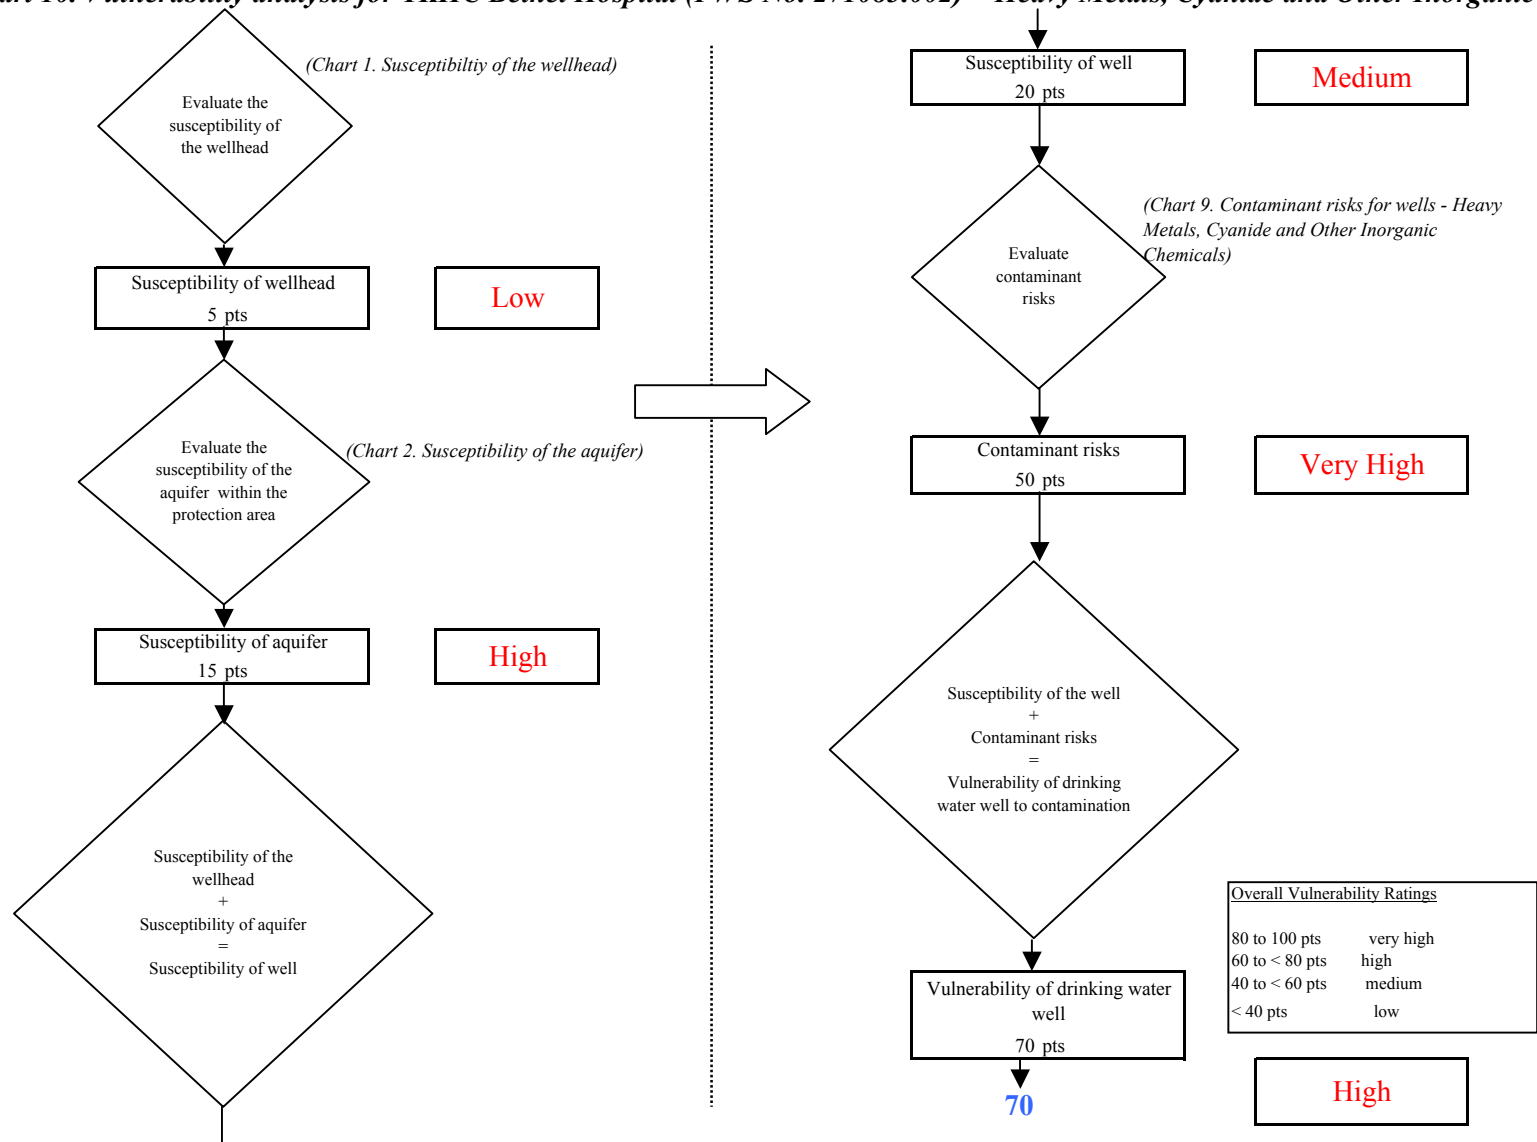 (Chart 1. Susceptibiltiy of the wellhead)
Evaluate the
susceptibility of
the wellhead
Susceptibility of wellhead
5 pts
Low
Evaluate the
susceptibility of the
aquifer within the
protection area
(Chart 2. Susceptibility of the aquifer)
Susceptibility of aquifer
15 pts
High
Susceptibility of the
wellhead
+
Susceptibility of aquifer
=
Susceptibility of well
Susceptibility of well
20 pts
Medium
(Chart 9. Contaminant risks for wells - Heavy
Metals, Cyanide and Other Inorganic
Chemicals)
Evaluate
contaminant
risks
Contaminant risks
50 pts
Very High
Susceptibility of the well
+
Contaminant risks
=
Vulnerability of drinking
water well to contamination
Overall Vulnerability Ratings
80 to 100 pts very high
60 to < 80 pts high
40 to < 60 pts medium
< 40 pts low
Vulnerability of drinking water
well
70 pts
High
70